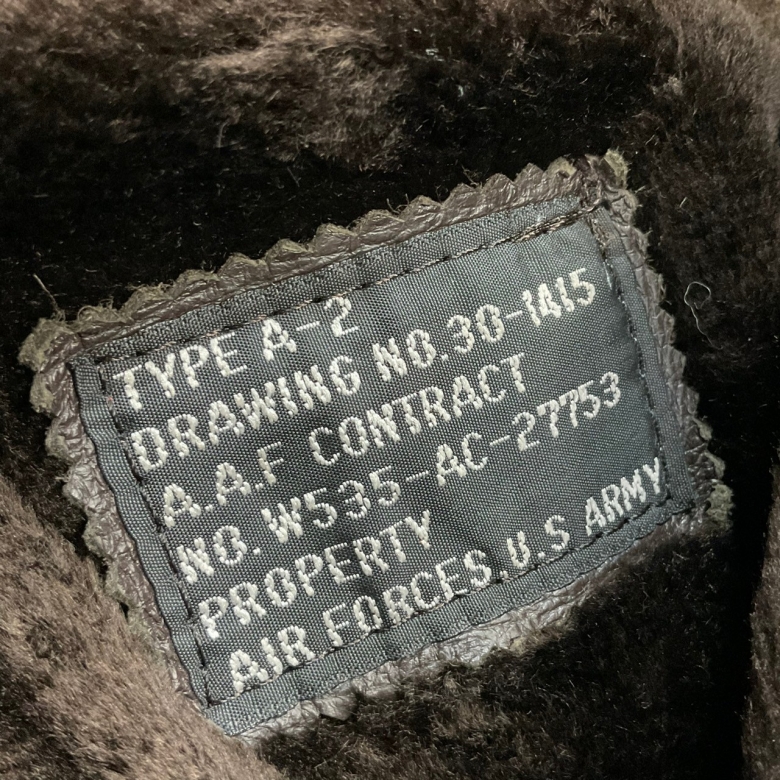 TYPE A-2
DRAWING NO.30-1415
A.A.F CONTRACT
NO.W535-AC-27753
PROPERTY
AIR FORCES.U.S ARMY